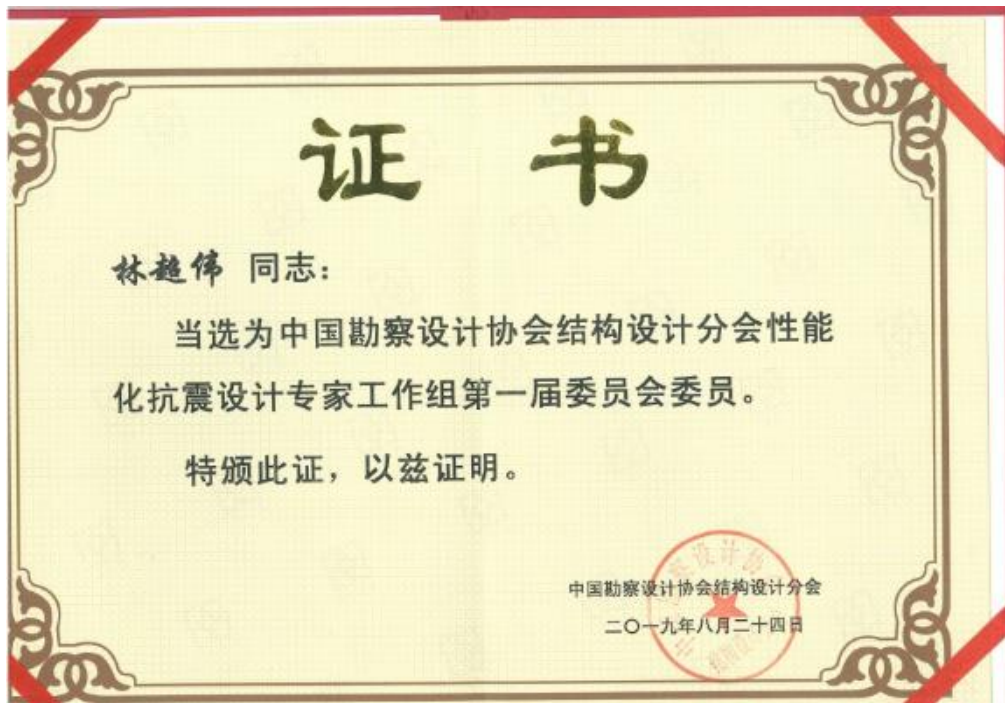 证 书
林超伟 同志：
当选为中国勘察设计协会结构设计分会性能
化抗震设计专家工作组第一届委员会委员。
特颁此证，以兹证明。
中国勘察设计协会结构设计分会
二〇一九年八月二十四日